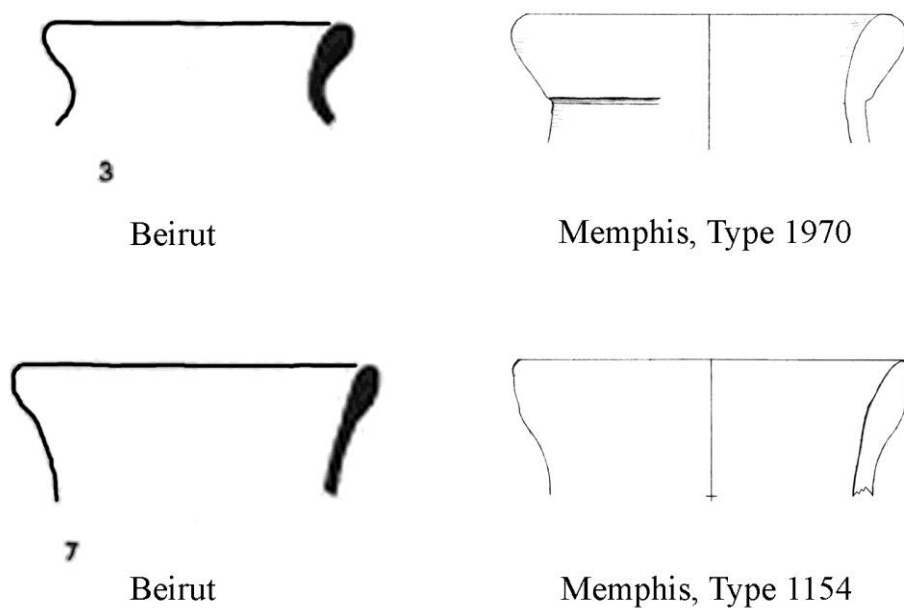 3
Beirut
Memphis, Type 1970
7
Beirut
Memphis, Type 1154